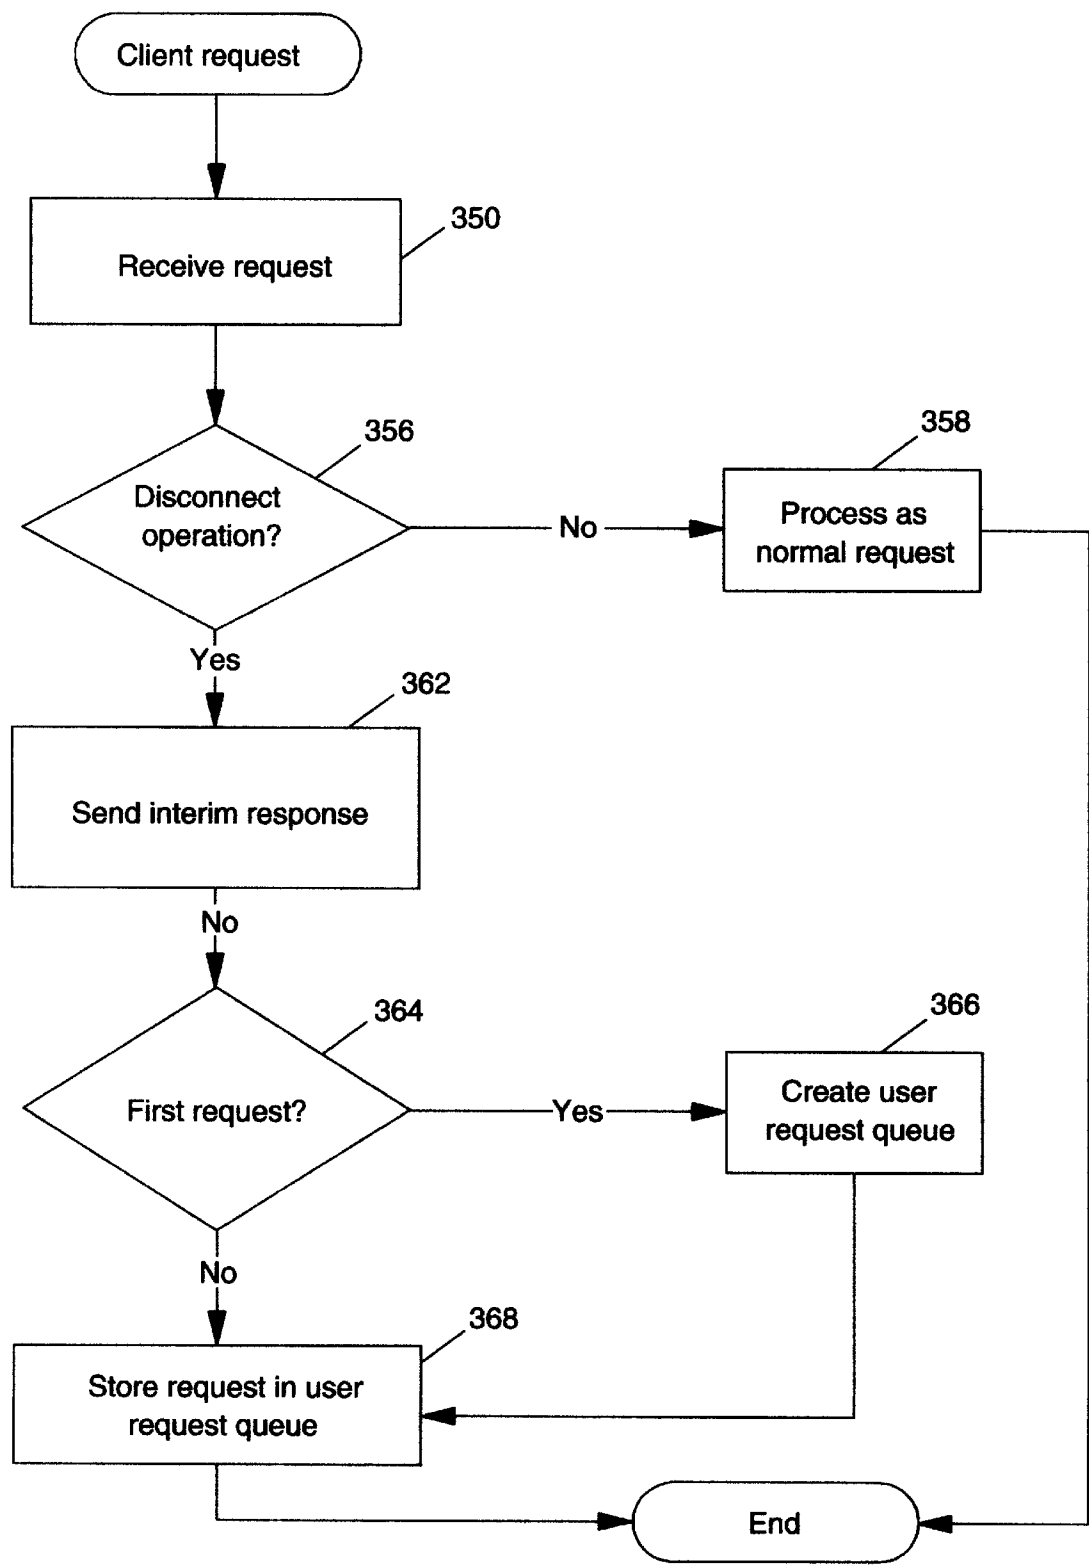 Client request
350
Receive request
356
Disconnect
operation?
No
358
Process as
normal request
Yes
362
Send interim response
No
364
First request?
Yes
366
Create user
request queue
No
368
Store request in user
request queue
End